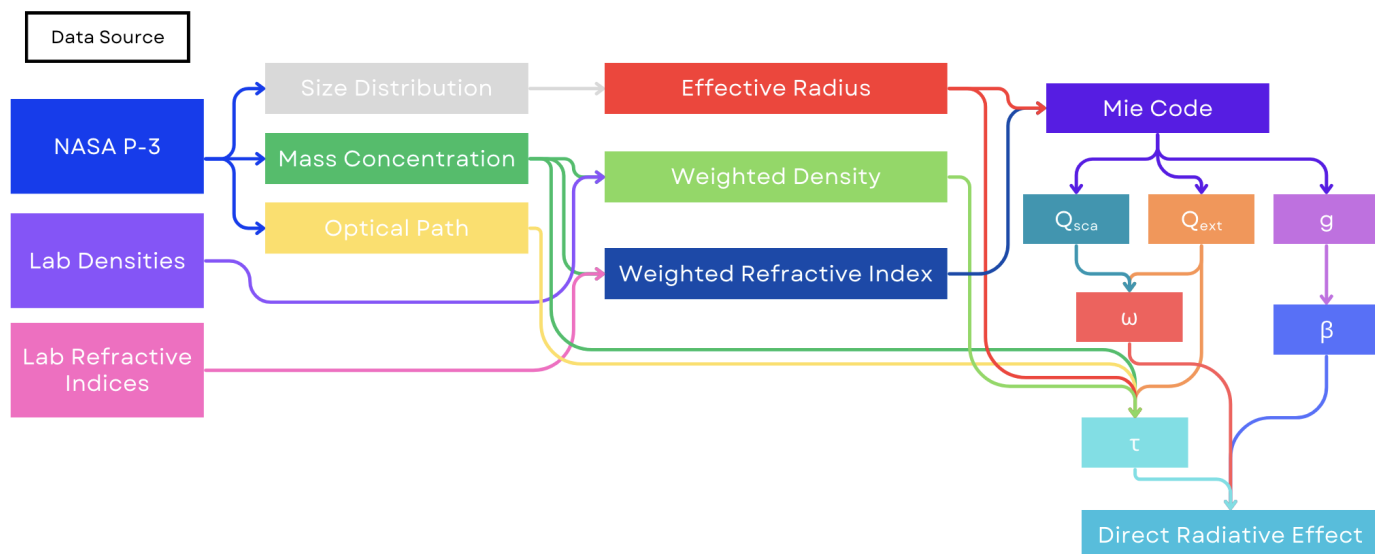 Data Source
NASA P-3
Lab Densities
Lab Refractive
Indices
Size Distribution
Mass Concentration
Optical Path
Effective Radius
Weighted Density
Weighted Refractive Index
Mie Code
Qsca
Qext
g
ω
β
τ
Direct Radiative Effect